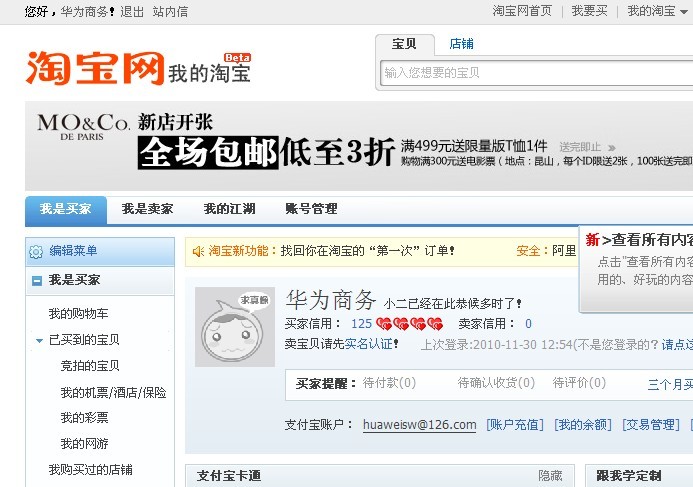 您好，华为商务！退出 站内信
淘宝网首页 | 我要买 | 我的淘宝
淘宝网 Beta 我的淘宝
宝贝 店铺
输入您想要的宝贝
MO&Co. 新店开张
DE PARIS
全场包邮低至3折
满499元送限量版T恤1件 送完即止 »
购物满300元送电影票（地点：昆山，每个ID限送2张，100张送完即
我是买家 我是卖家 我的江湖 账号管理
编辑菜单
我是买家
我的购物车
已买到的宝贝
竞拍的宝贝
我的机票/酒店/保险
我的彩票
我的网游
我购买过的店铺
淘宝新功能：找回你在淘宝的“第一次”订单！ 安全：阿里
新>查看所有内容
点击"查看所有内容
用的、好玩的内容
求真像
华为商务 小二已经在此恭候多时了！
买家信用： 125 卖家信用： 0
卖宝贝请先实名认证！ 上次登录:2010-11-30 12:54(不是您登录的？请点这
买家提醒：待付款(0) 待确认收货(0) 待评价(0) 三个月买
支付宝账户： huaweisw@126.com [账户充值] [我的余额] [交易管理] [
支付宝卡通 隐藏
跟我学定制